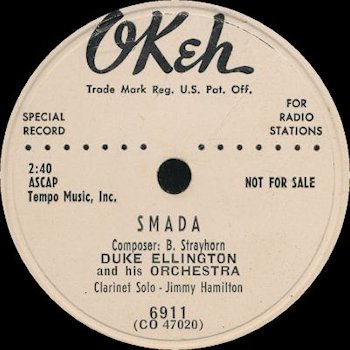 OKeh
Trade Mark Reg. U.S. Pat. Off.
SPECIAL
RECORD
FOR
RADIO
STATIONS
2:40
ASCAP
Tempo Music, Inc.
NOT FOR SALE
SMADA
Composer: B. Strayhorn
DUKE ELLINGTON
and his ORCHESTRA
Clarinet Solo - Jimmy Hamilton
6911
(CO 47020)